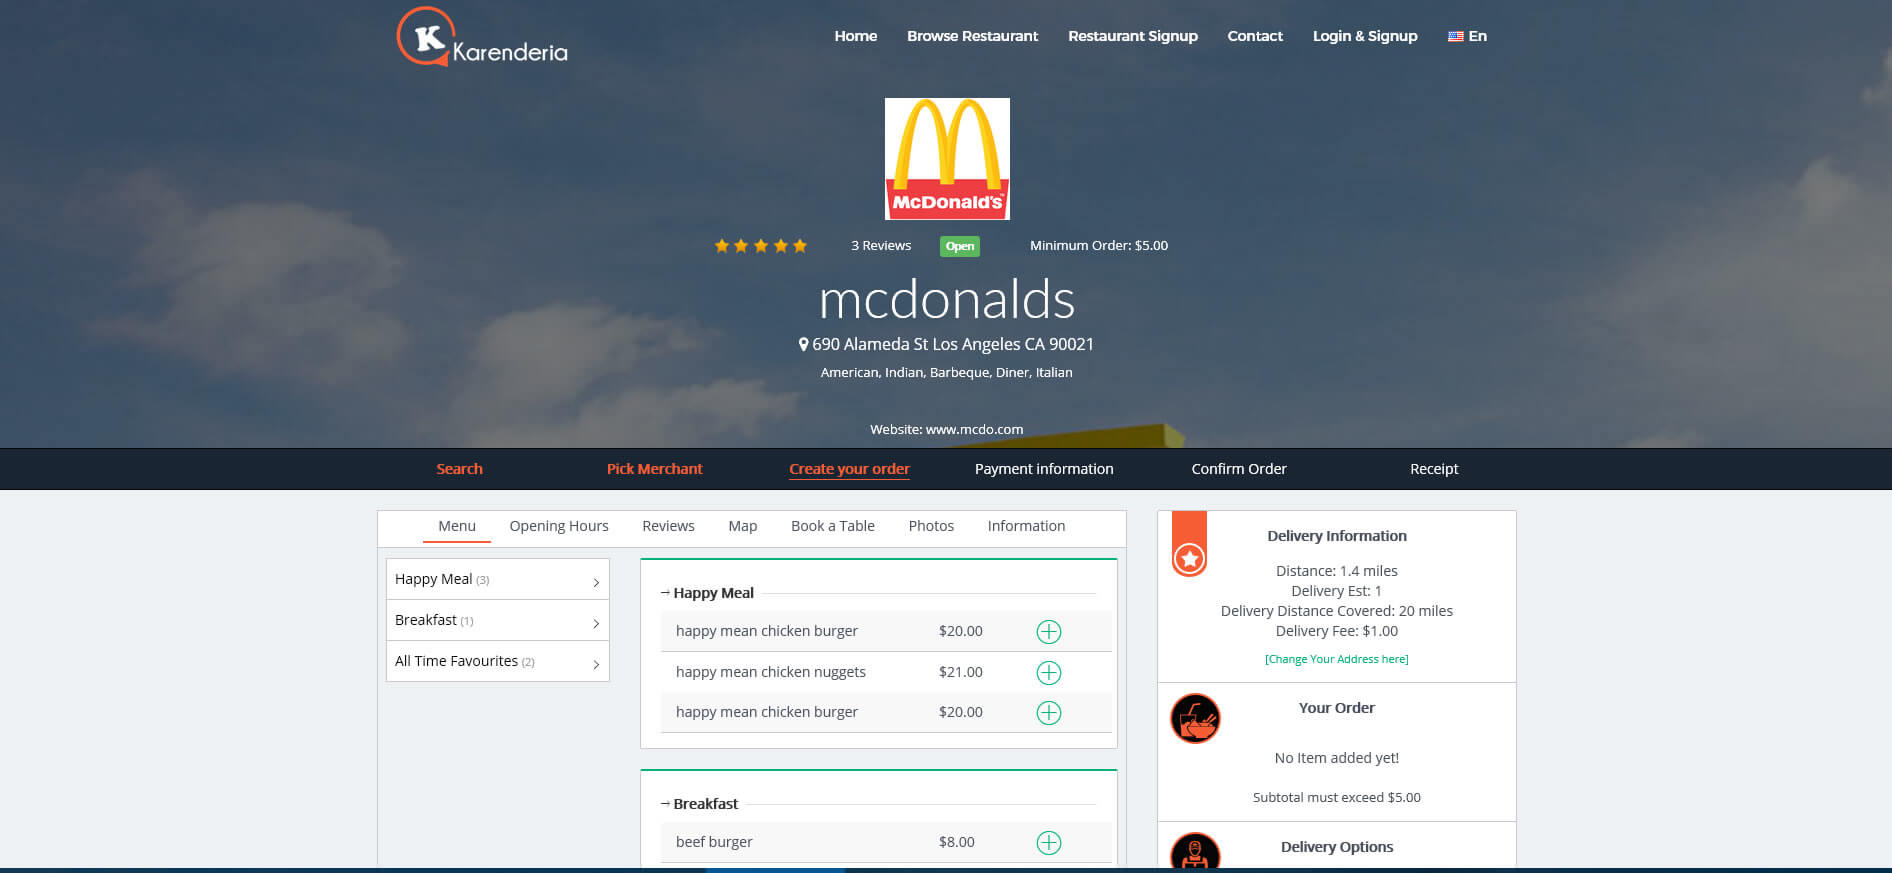 K Karenderia
Home Browse Restaurant Restaurant Signup Contact Login & Signup En
McDonald's™
3 Reviews Open Minimum Order: $5.00
mcdonalds
690 Alameda St Los Angeles CA 90021
American, Indian, Barbeque, Diner, Italian
Website: www.mcdo.com
Search Pick Merchant Create your order Payment information Confirm Order Receipt
Menu Opening Hours Reviews Map Book a Table Photos Information
Happy Meal (3)
Breakfast (1)
All Time Favourites (2)
Happy Meal
happy mean chicken burger $20.00
happy mean chicken nuggets $21.00
happy mean chicken burger $20.00
Breakfast
beef burger $8.00
Delivery Information
Distance: 1.4 miles
Delivery Est: 1
Delivery Distance Covered: 20 miles
Delivery Fee: $1.00
[Change Your Address here]
Your Order
No Item added yet!
Subtotal must exceed $5.00
Delivery Options